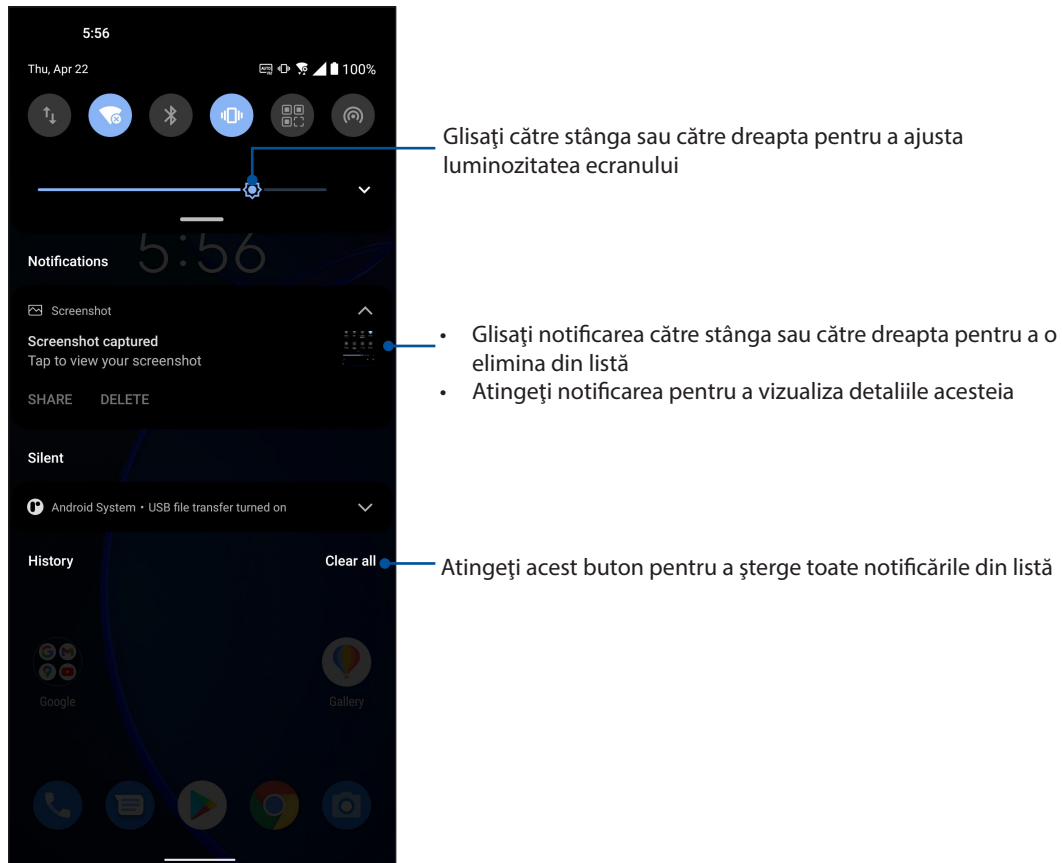 5:56
Thu, Apr 22
100%
Glisaţi către stânga sau către dreapta pentru a ajusta
luminozitatea ecranului
5:56
Notifications
Screenshot
Screenshot captured
Tap to view your screenshot
SHARE DELETE
• Glisaţi notificarea către stânga sau către dreapta pentru a o
elimina din listă
• Atingeţi notificarea pentru a vizualiza detaliile acesteia
Silent
Android System • USB file transfer turned on
History Clear all
Atingeţi acest buton pentru a şterge toate notificările din listă
Google Gallery